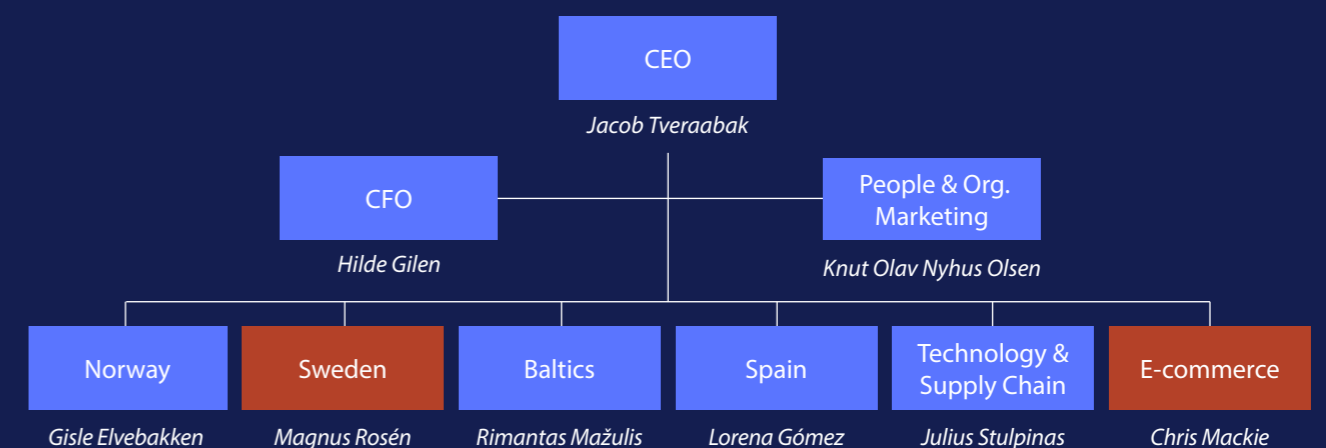 CEO
Jacob Tveraabak
CFO
Hilde Gilen
People & Org.
Marketing
Knut Olav Nyhus Olsen
Norway
Gisle Elvebakken
Sweden
Magnus Rosén
Baltics
Rimantas Mažulis
Spain
Lorena Gómez
Technology &
Supply Chain
Julius Stulpinas
E-commerce
Chris Mackie